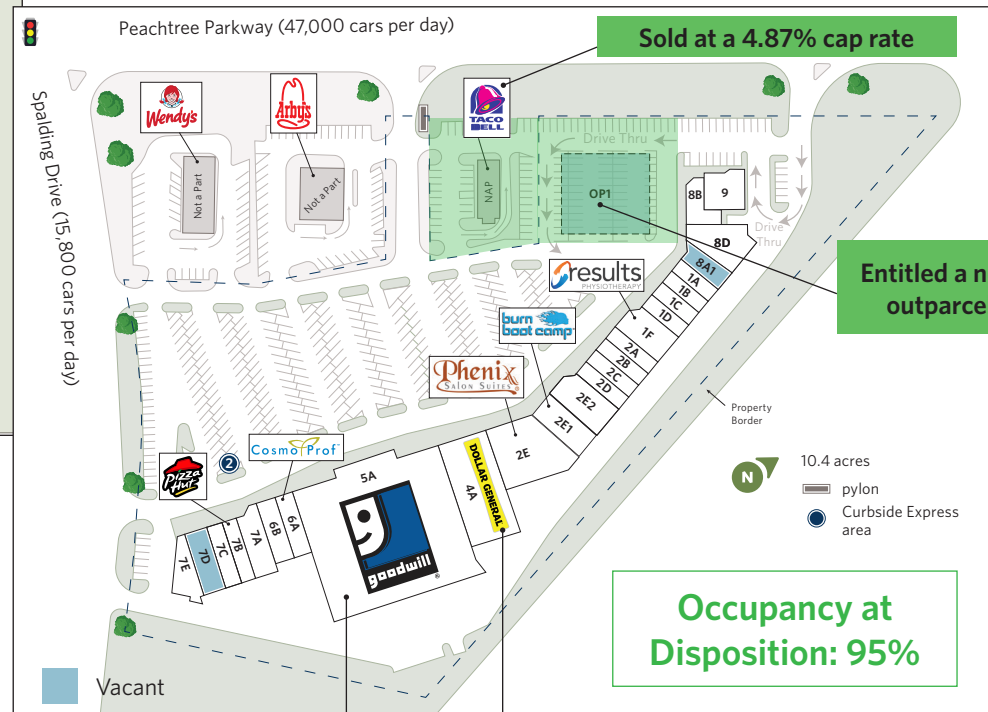 Peachtree Parkway (47,000 cars per day)
Sold at a 4.87% cap rate
Spalding Drive (15,800 cars per day)
Wendy's
Arby's
TACO
BELL
Not a Part
Not a Part
NAP
Drive Thru
OP1
8B
9
Drive
Thru
8D
8A1
Entitled a n
outparce
results
PHYSIOTHERAPY
1A
1B
1C
1D
1F
burn
boot camp
2A
2B
2C
2D
2E2
2E1
2E
Phenix
SALON SUITES
Property
Border
CosmoProf
Pizza
Hut
2
5A
4A
DOLLAR GENERAL
goodwill
6A
6B
7A
7B
7C
7D
7E
N
10.4 acres
pylon
Curbside Express
area
Occupancy at
Disposition: 95%
Vacant